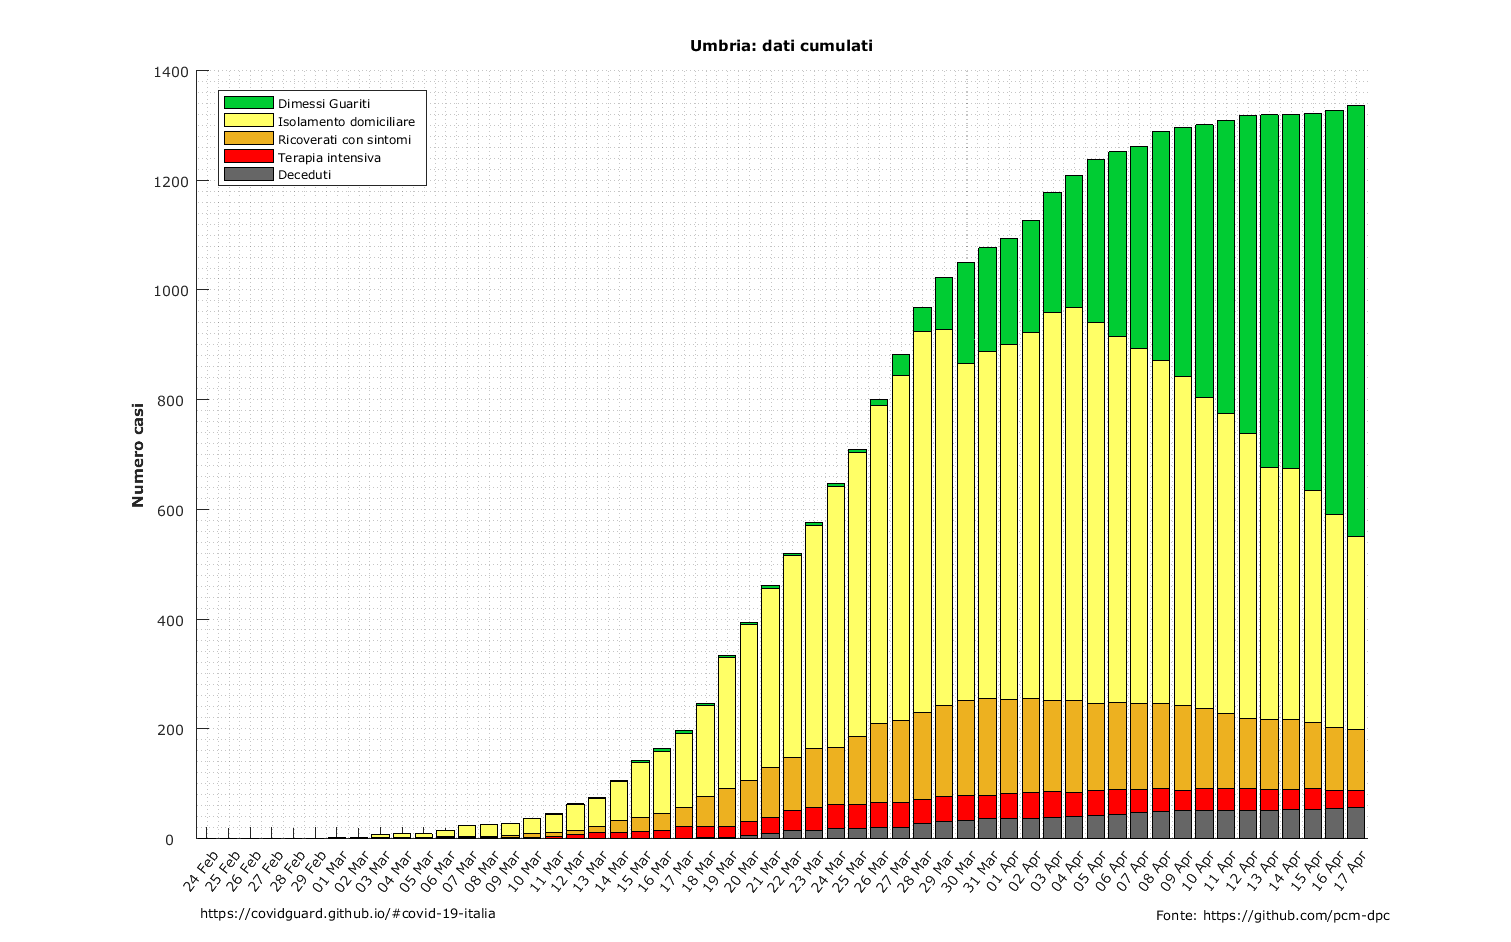 Umbria: dati cumulati
1400
1200
1000
800
600
400
200
0
Numero casi
Dimessi Guariti
Isolamento domiciliare
Ricoverati con sintomi
Terapia intensiva
Deceduti
24 Feb
25 Feb
26 Feb
27 Feb
28 Feb
29 Feb
01 Mar
02 Mar
03 Mar
04 Mar
05 Mar
06 Mar
07 Mar
08 Mar
09 Mar
10 Mar
11 Mar
12 Mar
13 Mar
14 Mar
15 Mar
16 Mar
17 Mar
18 Mar
19 Mar
20 Mar
21 Mar
22 Mar
23 Mar
24 Mar
25 Mar
26 Mar
27 Mar
28 Mar
29 Mar
30 Mar
31 Mar
01 Apr
02 Apr
03 Apr
04 Apr
05 Apr
06 Apr
07 Apr
08 Apr
09 Apr
10 Apr
11 Apr
12 Apr
13 Apr
14 Apr
15 Apr
16 Apr
17 Apr
https://covidguard.github.io/#covid-19-italia
Fonte: https://github.com/pcm-dpc